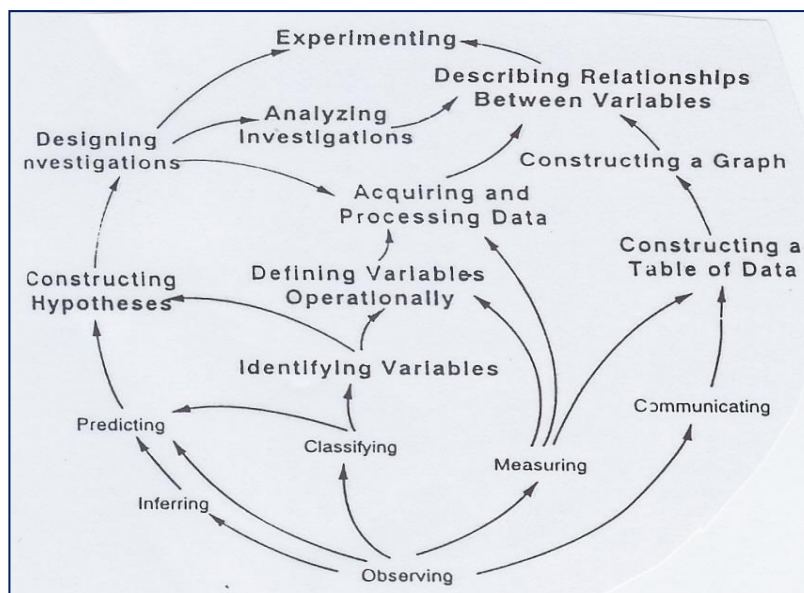 Experimenting
Describing Relationships
Between Variables
Analyzing
Investigations
Designing
nvestigations
Constructing a Graph
Acquiring and
Processing Data
Constructing a
Table of Data
Defining Variables
Operationally
Constructing
Hypotheses
Identifying Variables
Communicating
Predicting
Classifying
Measuring
Inferring
Observing